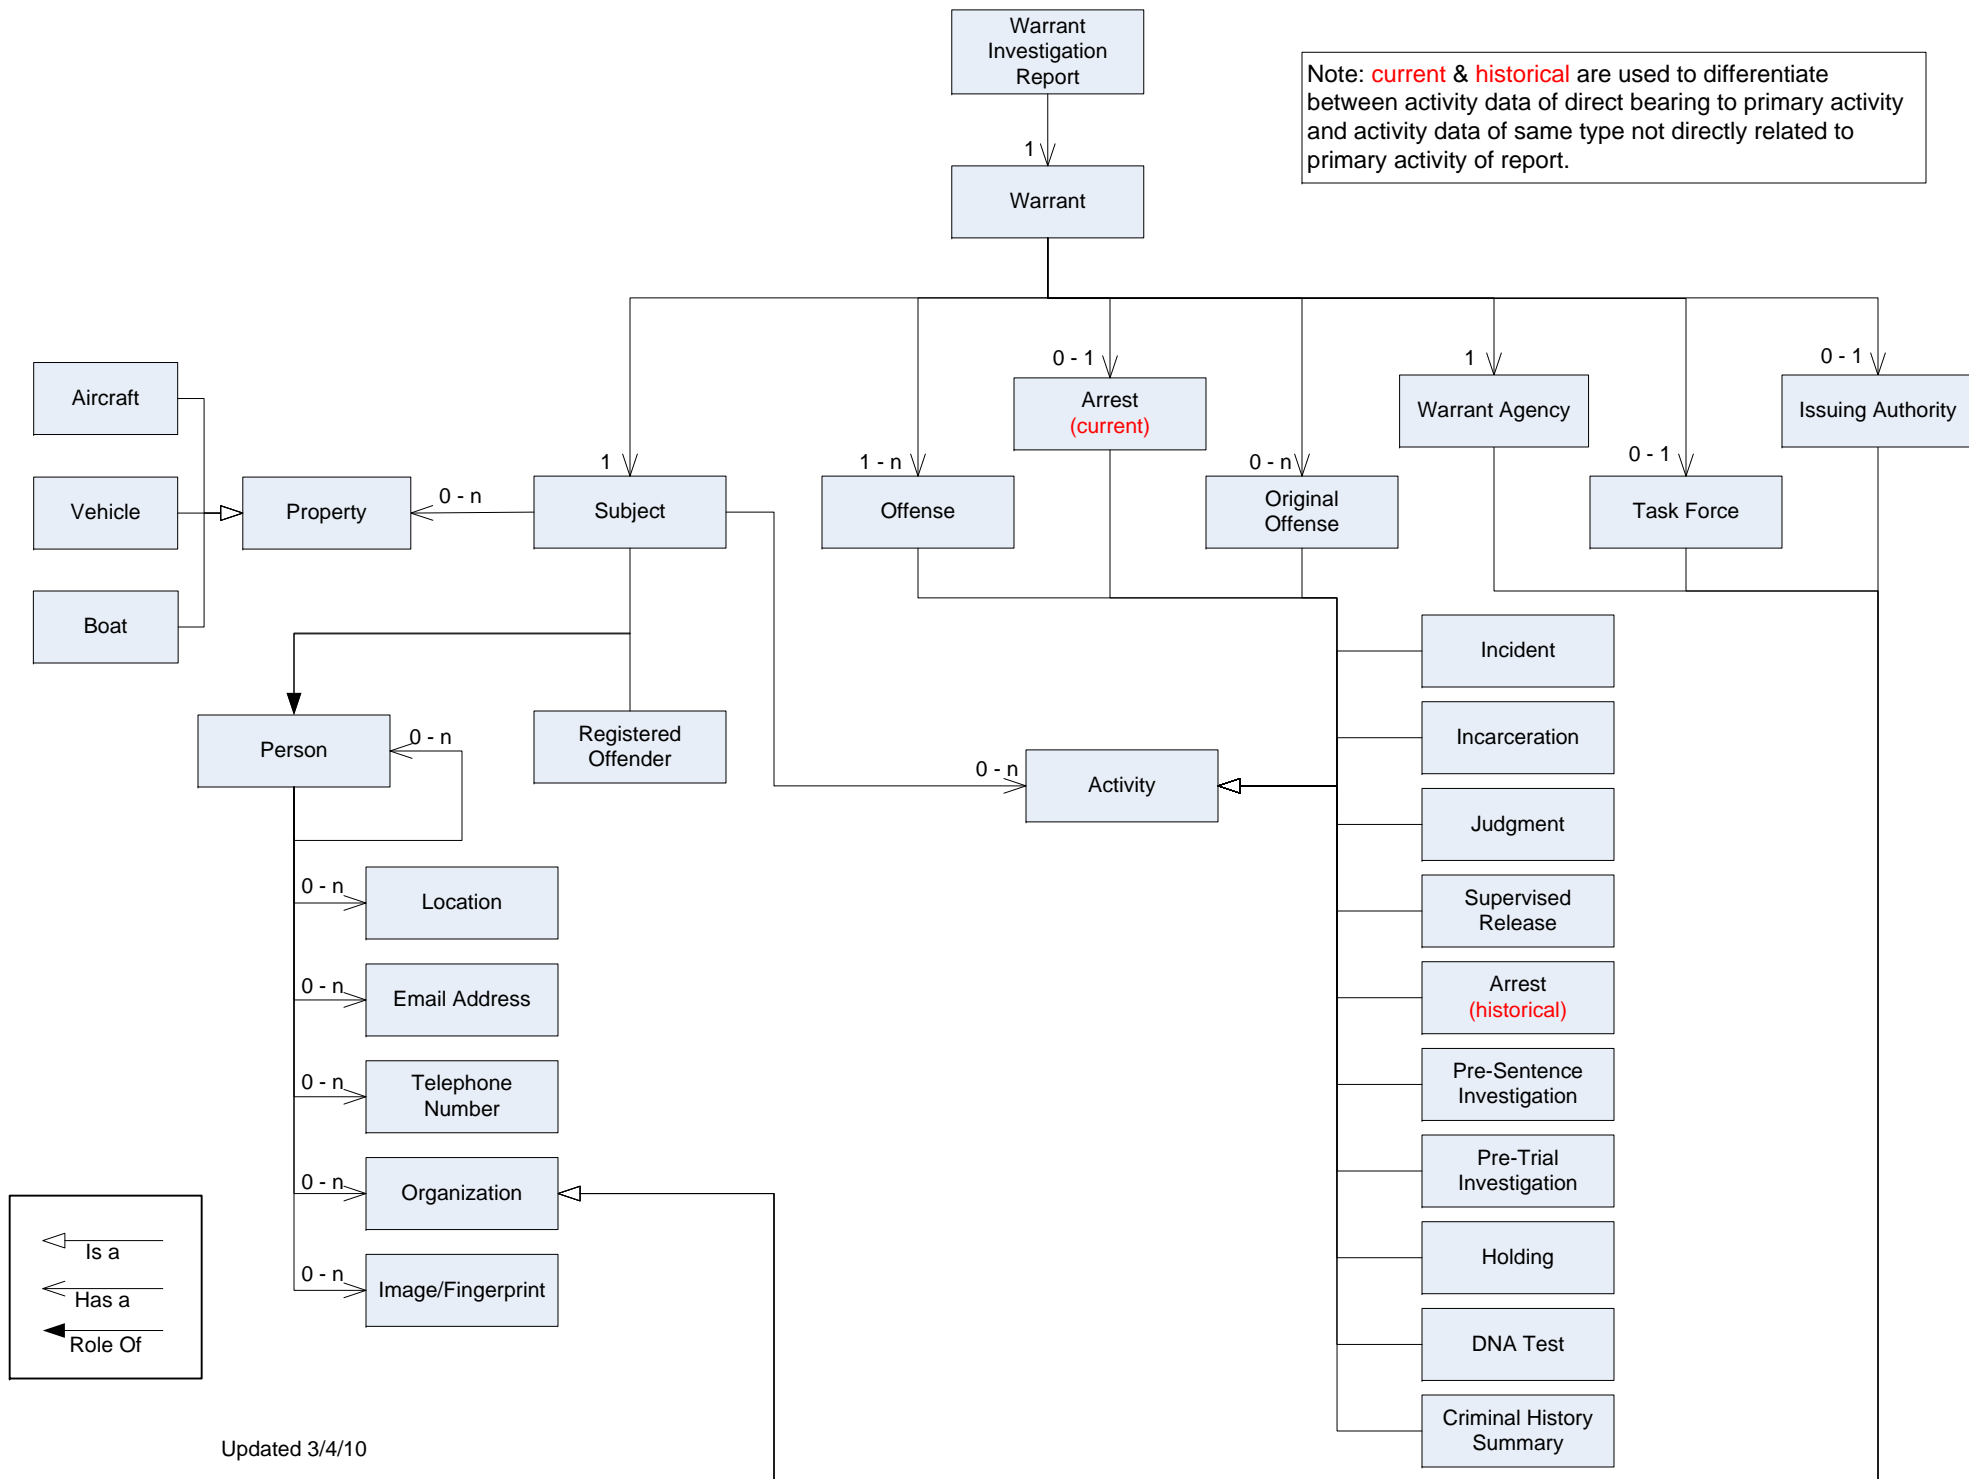 Warrant
Investigation
Report
Note: current & historical are used to differentiate
between activity data of direct bearing to primary activity
and activity data of same type not directly related to
primary activity of report.
1
Warrant
0 - 1
1
0 - 1
Aircraft
Arrest
(current)
Warrant Agency
Issuing Authority
1
1 - n
0 - n
0 - 1
0 - n
Vehicle
Property
Subject
Offense
Original
Offense
Task Force
Boat
Incident
Person
0 - n
Registered
Offender
Incarceration
0 - n
Activity
Judgment
0 - n
Location
Supervised
Release
0 - n
Email Address
Arrest
(historical)
0 - n
Telephone
Number
Pre-Sentence
Investigation
0 - n
Organization
Pre-Trial
Investigation
Is a
Has a
Role Of
0 - n
Image/Fingerprint
Holding
DNA Test
Criminal History
Summary
Updated 3/4/10